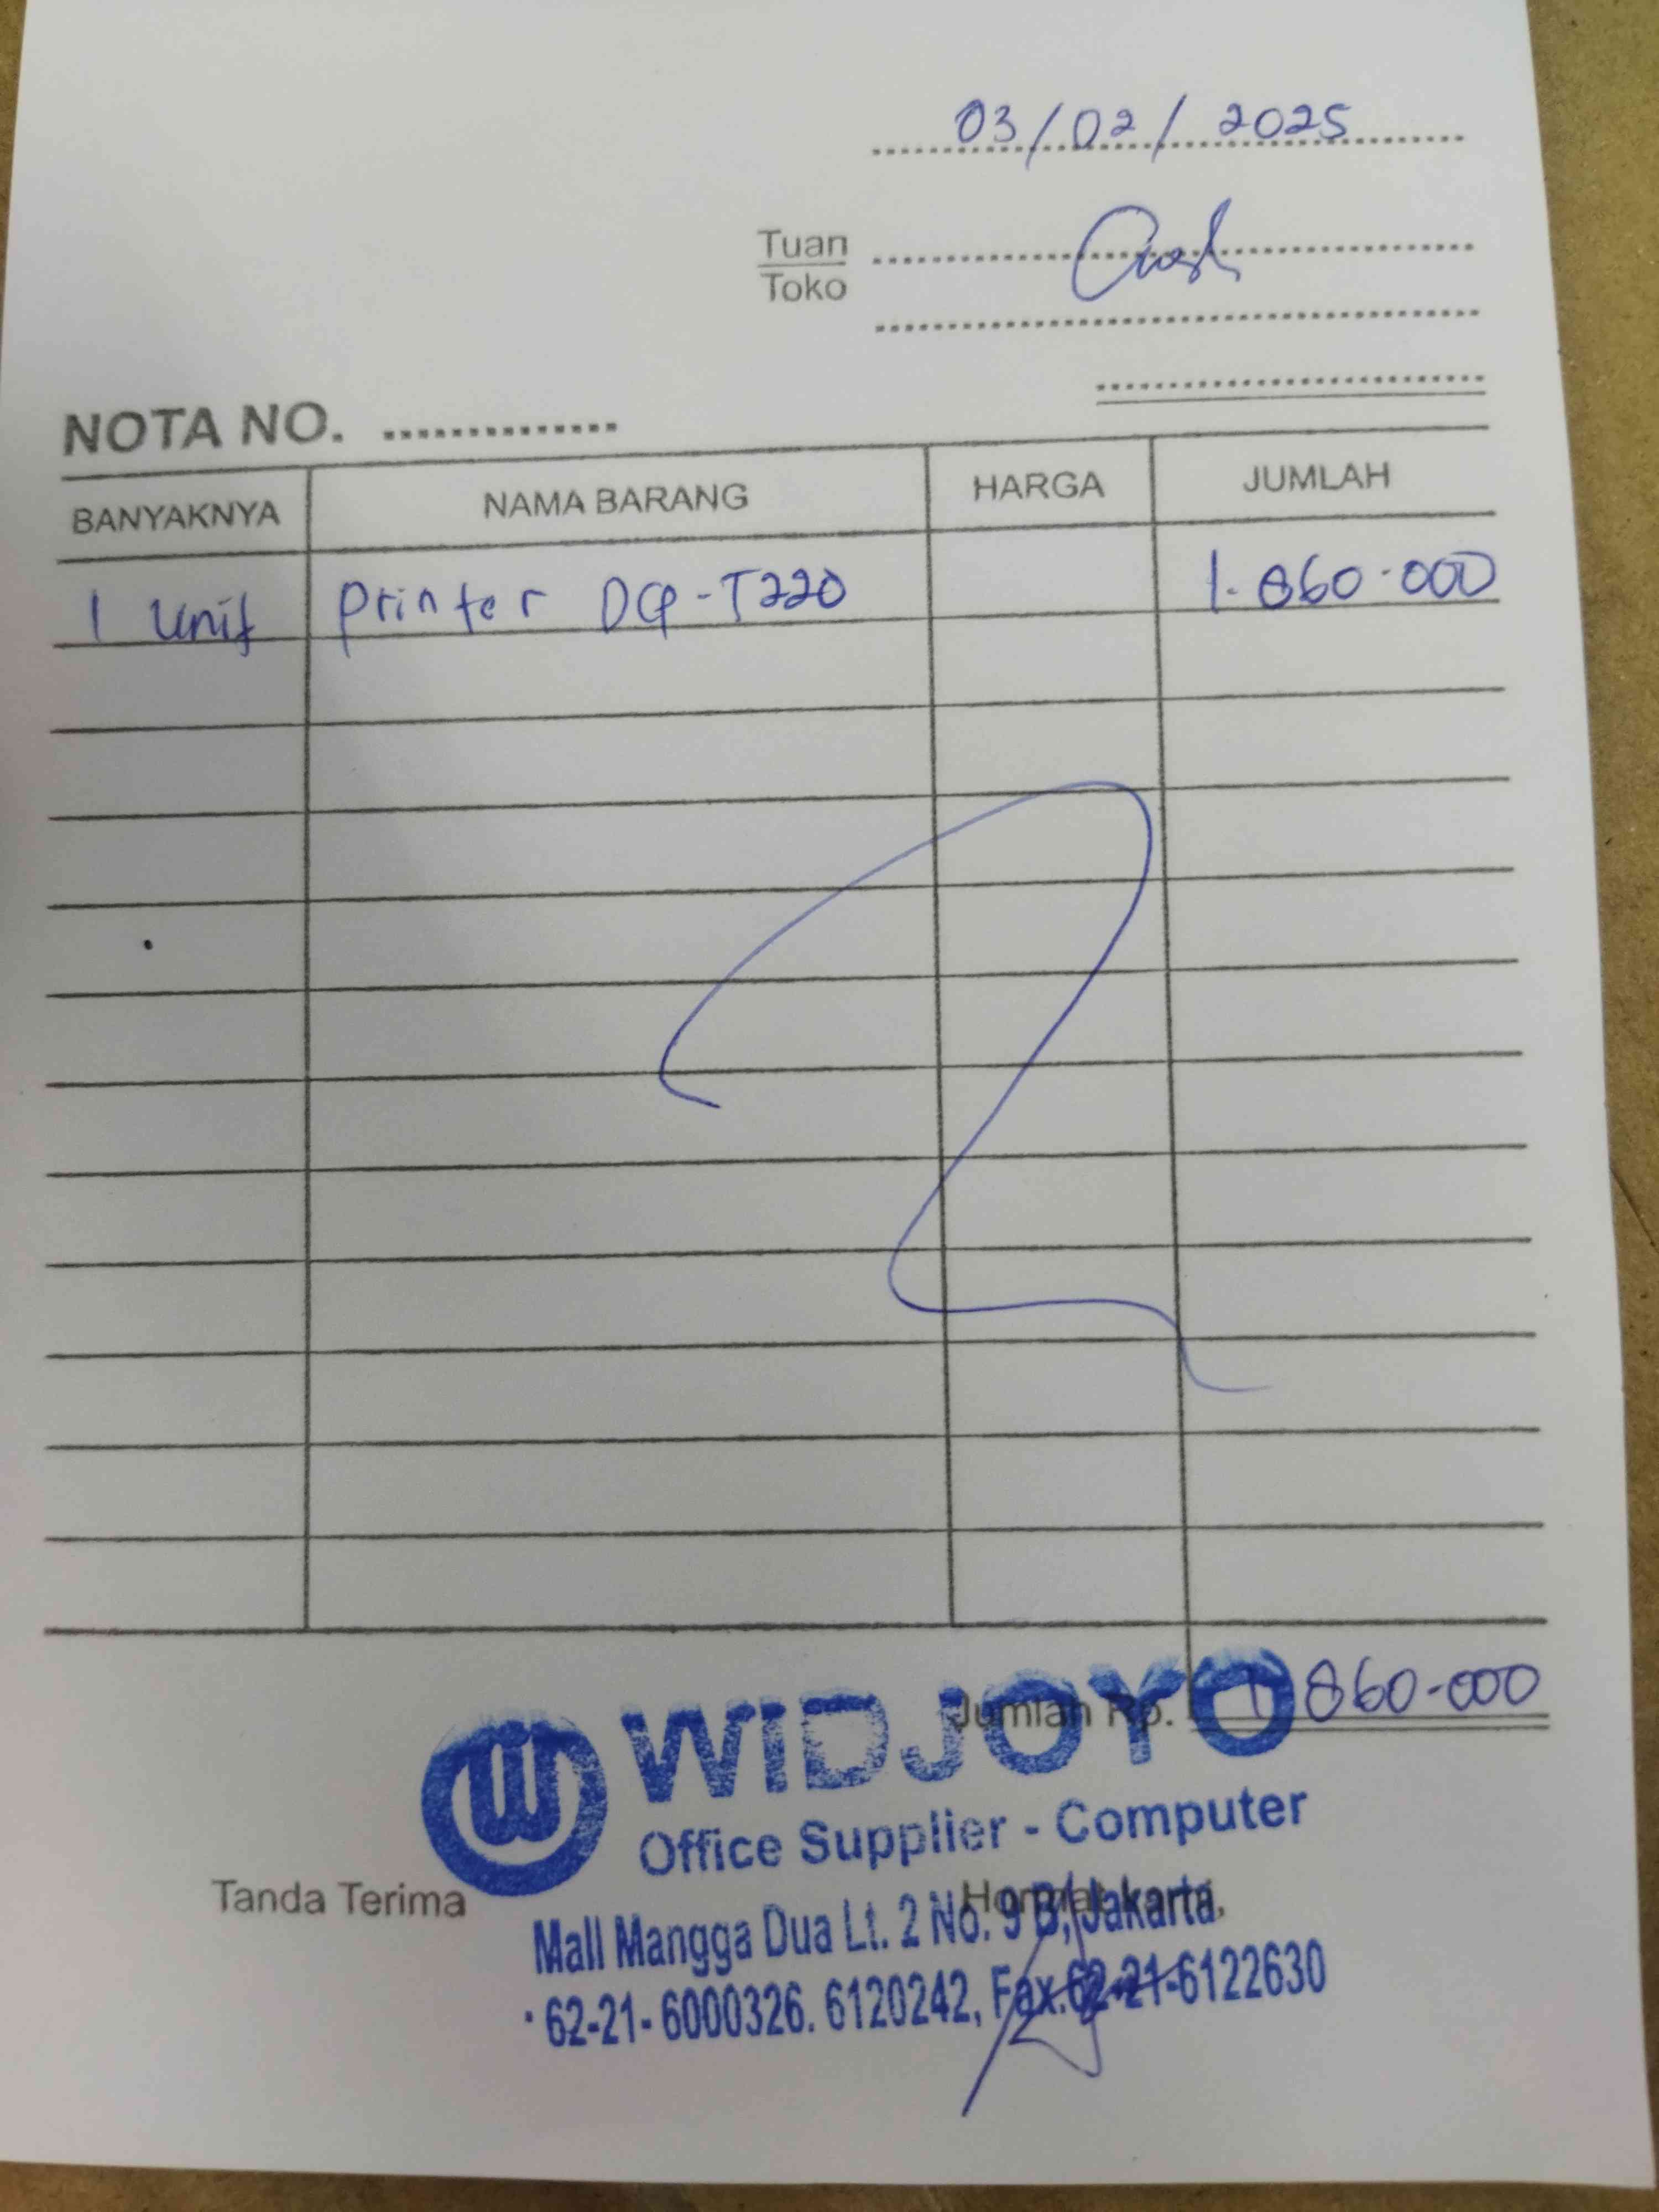 03/02/2025
Tuan Cash
Toko
NOTA NO. ..............
BANYAKNYA NAMA BARANG HARGA JUMLAH
1 Unit Printer DCP-T220 1.860.000
Jumlah Rp. 1.860-000
WIDJOYO
Office Supplier - Computer
Tanda Terima Hormat kami,
Mall Mangga Dua Lt. 2 No. 9 B, Jakarta
62-21- 6000326. 6120242, Fax.62-21-6122630